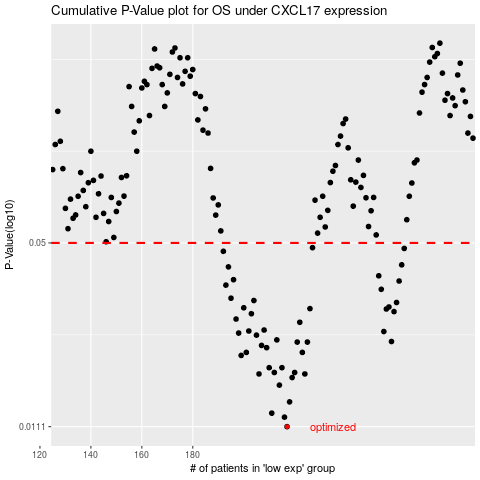 Cumulative P-Value plot for OS under CXCL17 expression
P-Value(log10)
0.05
0.0111
optimized
120 140 160 180
# of patients in 'low exp' group